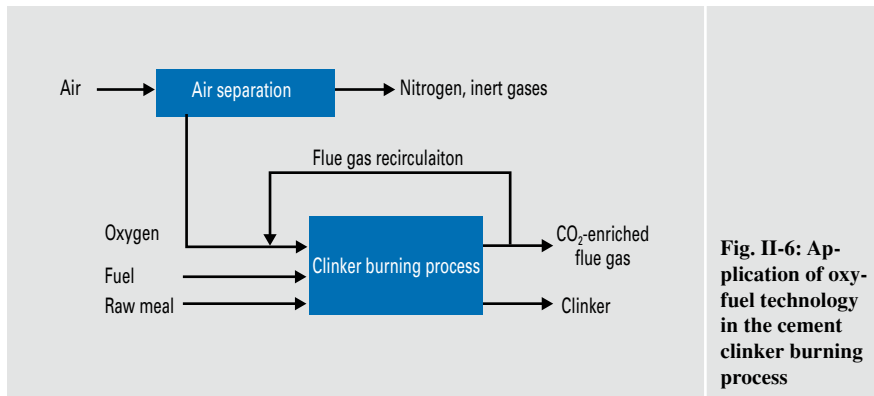 Air
Air separation
Nitrogen, inert gases
Flue gas recirculaiton
Oxygen
Fuel
Raw meal
Clinker burning process
CO₂-enriched
flue gas
Clinker
Fig. II-6: Ap-
plication of oxy-
fuel technology
in the cement
clinker burning
process